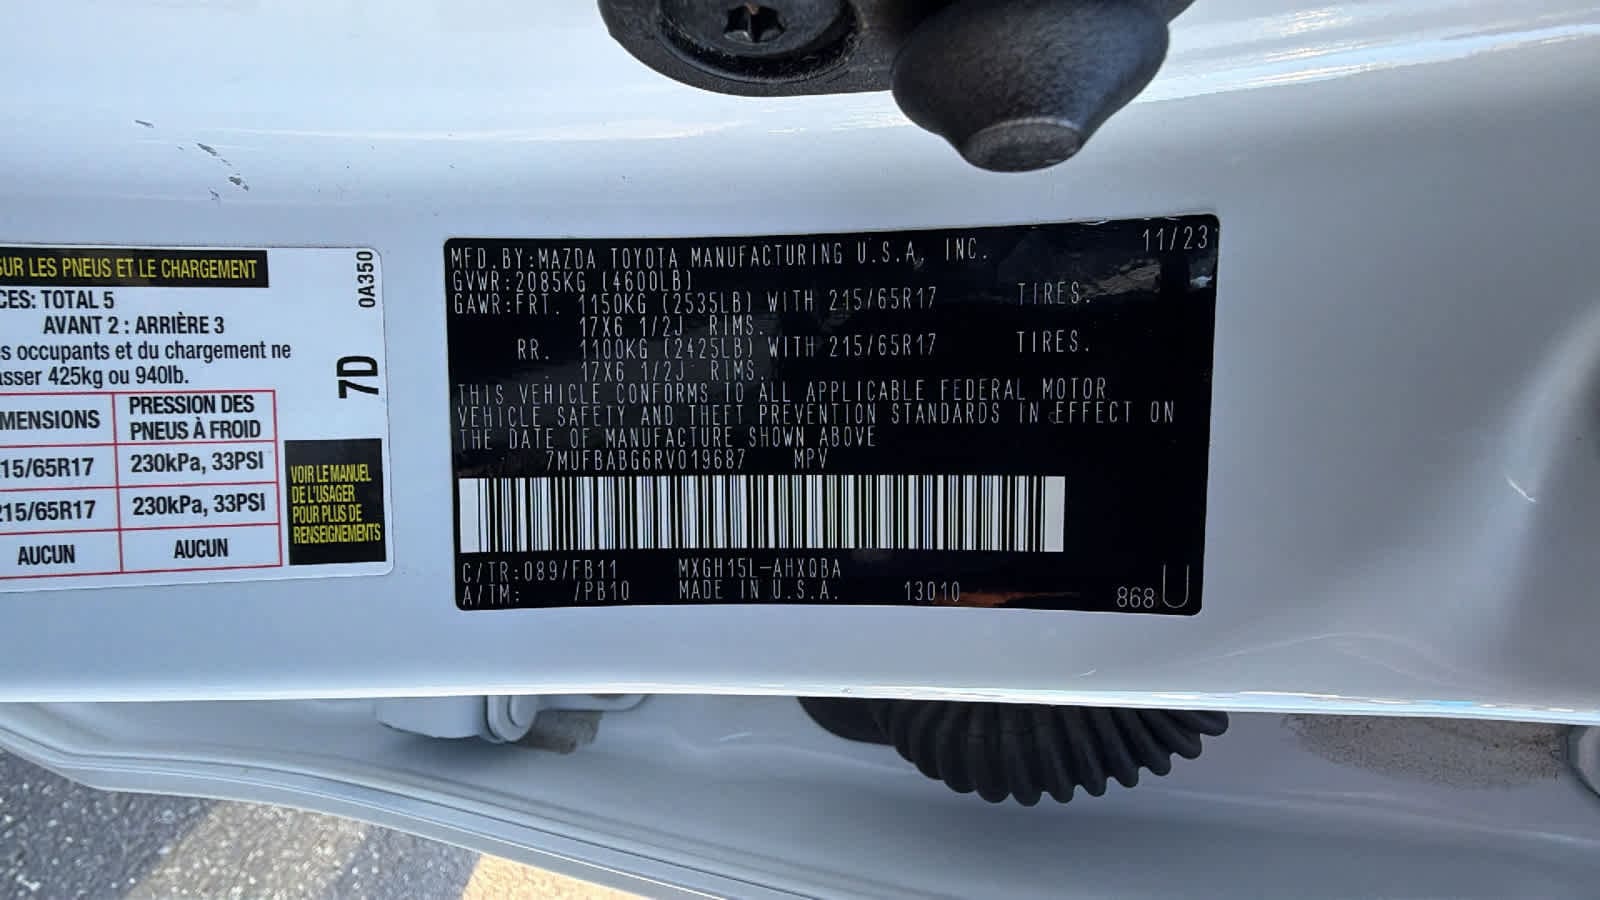 SUR LES PNEUS ET LE CHARGEMENT
CES: TOTAL 5
AVANT 2 : ARRIÈRE 3
es occupants et du chargement ne
asser 425kg ou 940lb.
MENSIONS PRESSION DES PNEUS À FROID
15/65R17 230kPa, 33PSI
215/65R17 230kPa, 33PSI
AUCUN AUCUN
0A350
7D
VOIR LE MANUEL
DE L'USAGER
POUR PLUS DE
RENSEIGNEMENTS
MFD.BY:MAZDA TOYOTA MANUFACTURING U.S.A, INC. 11/23
GVWR:2085KG (4600LB)
GAWR:FRT. 1150KG (2535LB) WITH 215/65R17 TIRES.
17X6 1/2J RIMS.
RR. 1100KG (2425LB) WITH 215/65R17 TIRES.
17X6 1/2J RIMS.
THIS VEHICLE CONFORMS TO ALL APPLICABLE FEDERAL MOTOR
VEHICLE SAFETY AND THEFT PREVENTION STANDARDS IN EFFECT ON
THE DATE OF MANUFACTURE SHOWN ABOVE
7MUFBABG6RV019687 MPV
C/TR:089/FB11 MXGH15L-AHXQBA
A/TM: /PB10 MADE IN U.S.A. 13010 868 U